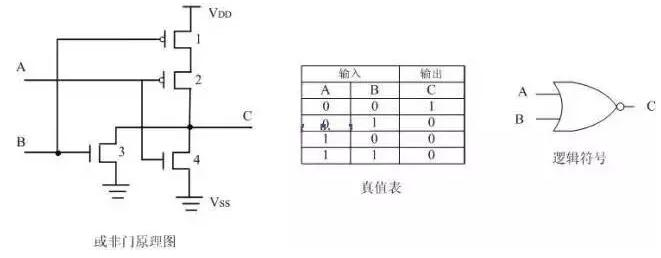 VDD
1
A
2
C
B
3
4
VSS
或非门原理图
输入 输出
A B C
0 0 1
0 1 0
1 0 0
1 1 0
真值表
A
B
C
逻辑符号